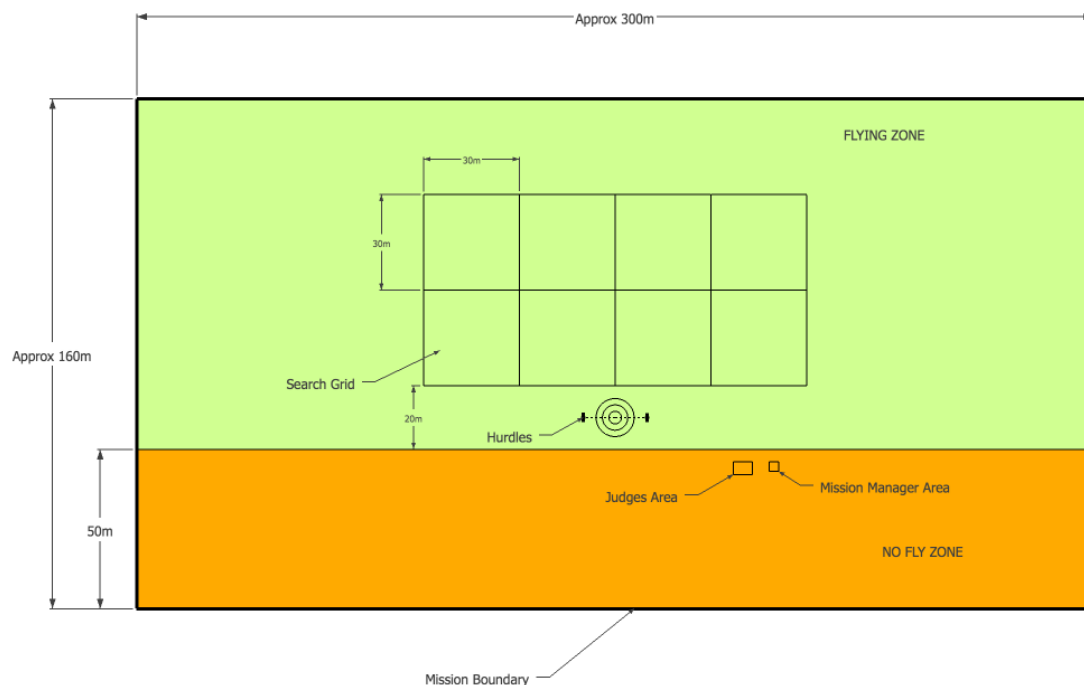 Approx 300m
FLYING ZONE
30m
30m
Approx 160m
Search Grid
20m
Hurdles
Judges Area
Mission Manager Area
50m
NO FLY ZONE
Mission Boundary